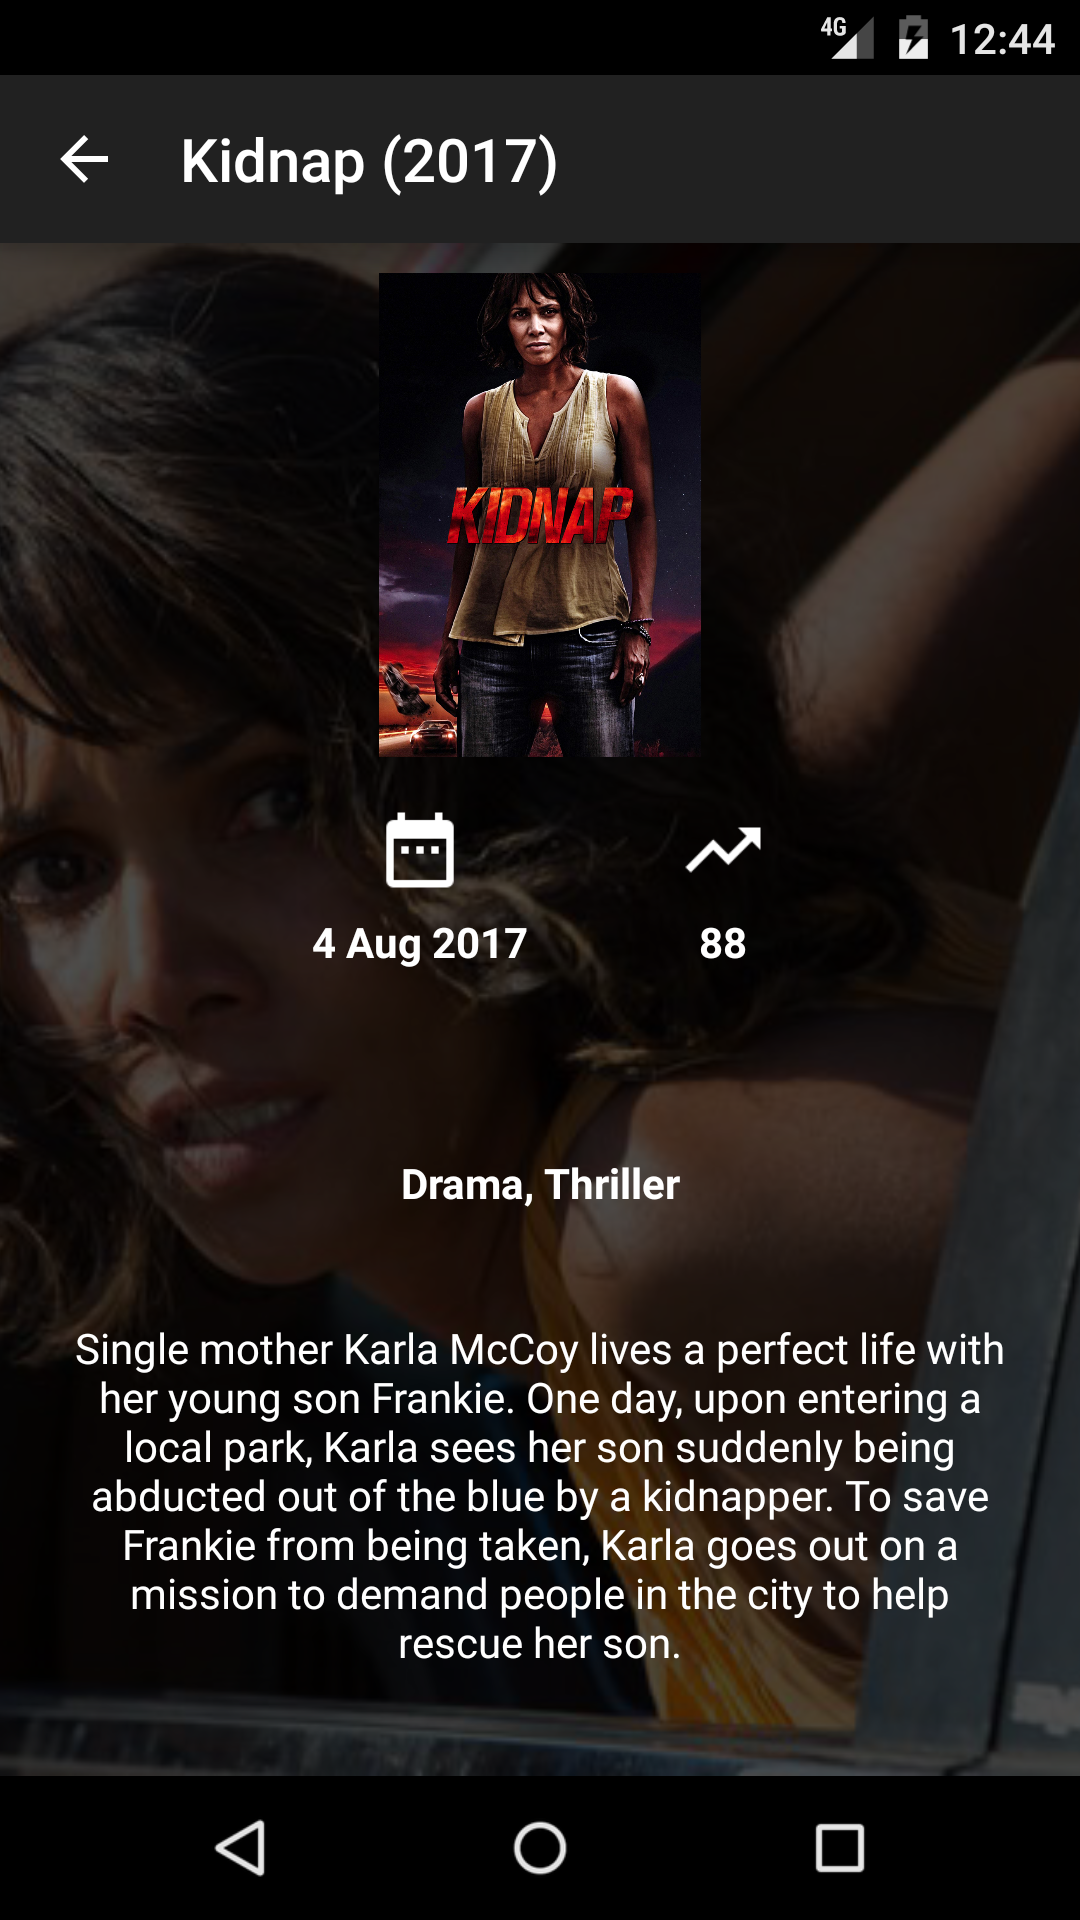 4G 12:44
Kidnap (2017)
KIDNAP
4 Aug 2017
88
Drama, Thriller
Single mother Karla McCoy lives a perfect life with
her young son Frankie. One day, upon entering a
local park, Karla sees her son suddenly being
abducted out of the blue by a kidnapper. To save
Frankie from being taken, Karla goes out on a
mission to demand people in the city to help
rescue her son.